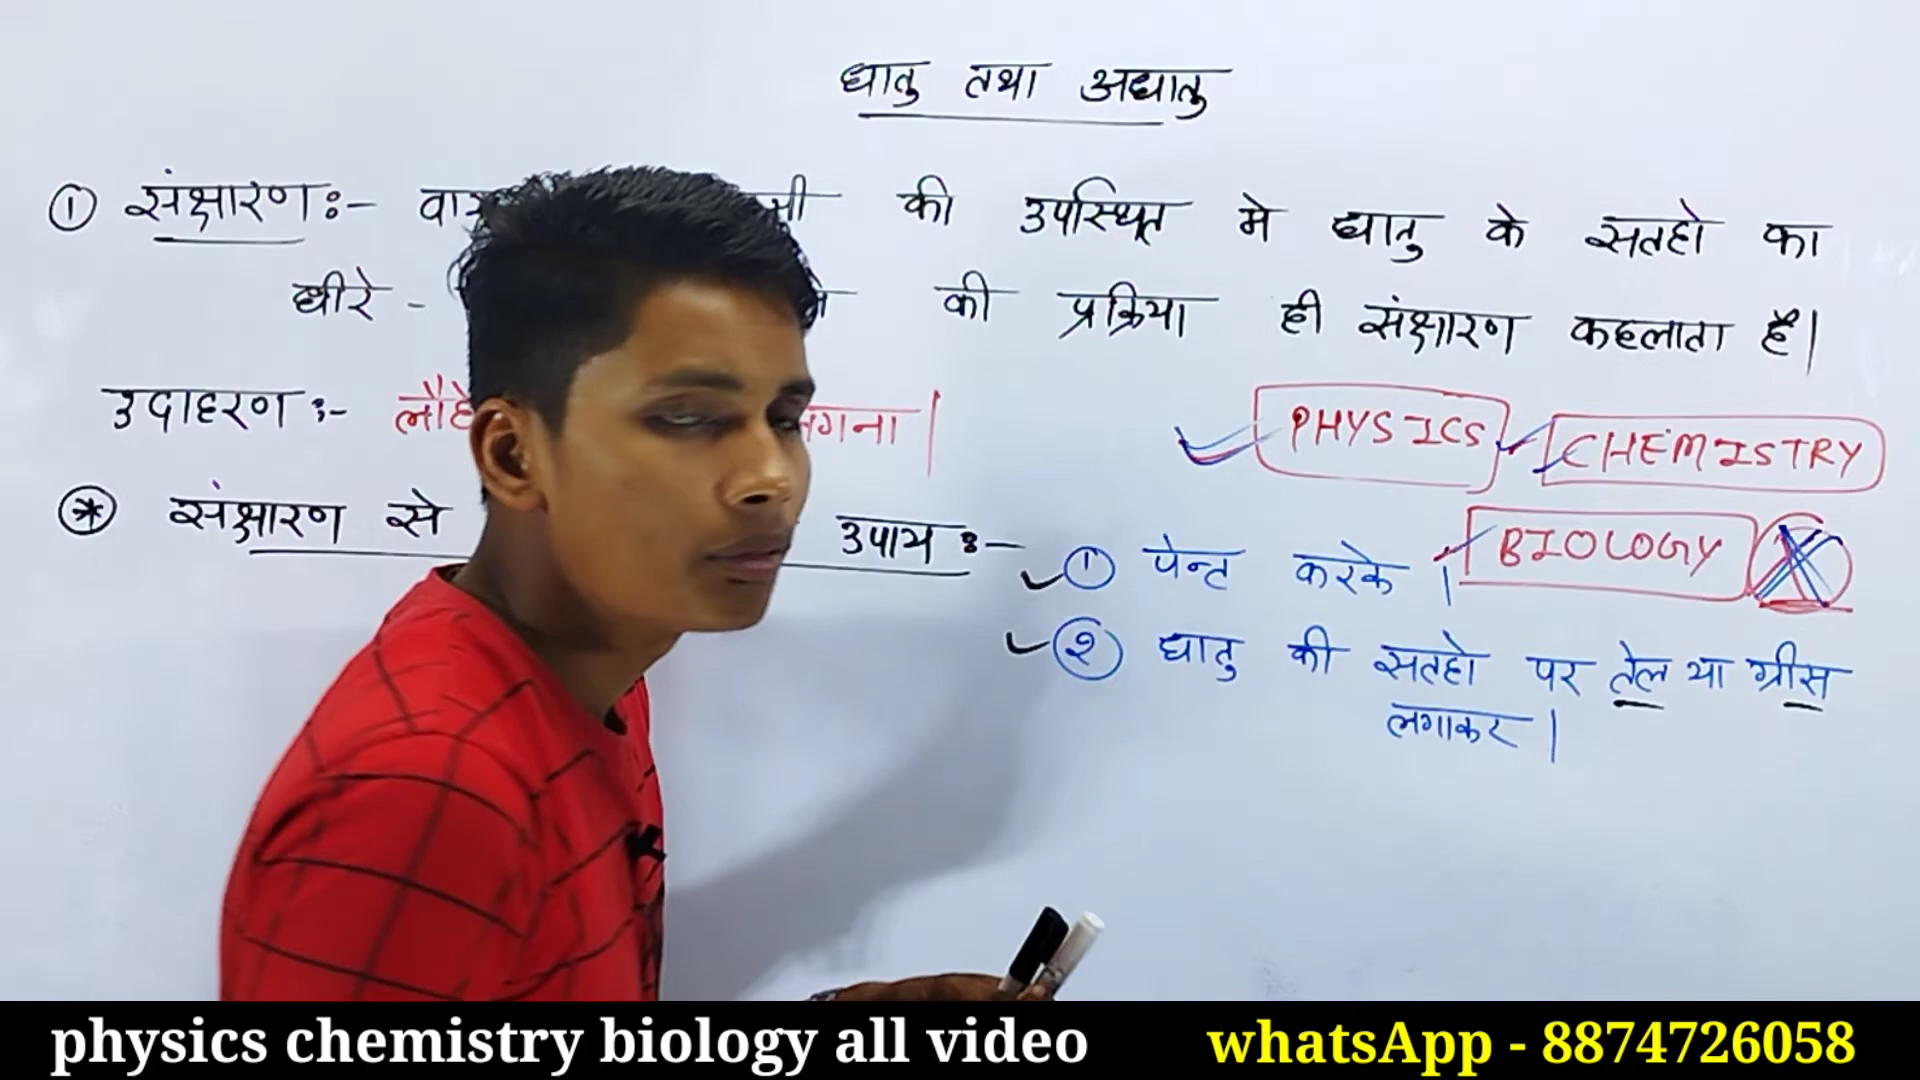 धातु तथा अधातु
① संक्षारण :- की उपस्थित मे धातु के सतहो का
धीरे - की प्रक्रिया ही संक्षारण कहलाता है।
उदाहरण :-
PHYSICS
CHEMISTRY
BIOLOGY
संक्षारण से उपाय :-
① पेन्ट करके ।
② धातु की सतहो पर तेल या ग्रीस
लगाकर ।
physics chemistry biology all video
whatsApp - 8874726058